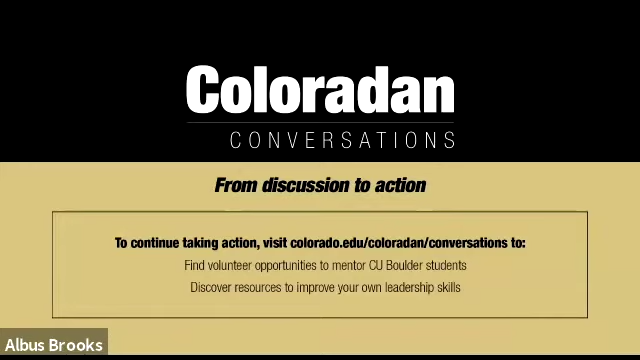 Coloradan
CONVERSATIONS
From discussion to action
To continue taking action, visit colorado.edu/coloradan/conversations to:
Find volunteer opportunities to mentor CU Boulder students
Discover resources to improve your own leadership skills
Albus Brooks